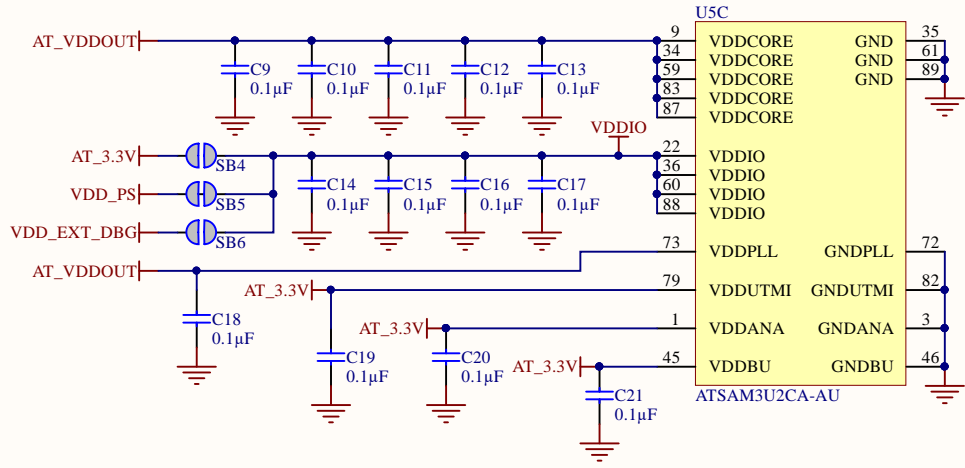 U5C
AT_VDDOUT
9 VDDCORE GND 35
34 VDDCORE GND 61
59 VDDCORE GND 89
83 VDDCORE
87 VDDCORE
C9 C10 C11 C12 C13
0.1µF 0.1µF 0.1µF 0.1µF 0.1µF
VDDIO
AT_3.3V SB4 22 VDDIO
36 VDDIO
VDD_PS SB5 60 VDDIO
88 VDDIO
C14 C15 C16 C17
0.1µF 0.1µF 0.1µF 0.1µF
VDD_EXT_DBG SB6
AT_VDDOUT 73 VDDPLL GNDPLL 72
AT_3.3V 79 VDDUTMI GNDUTMI 82
C18
0.1µF
AT_3.3V 1 VDDANA GNDANA 3
C19 C20
0.1µF 0.1µF
AT_3.3V 45 VDDBU GNDBU 46
C21
0.1µF
ATSAM3U2CA-AU